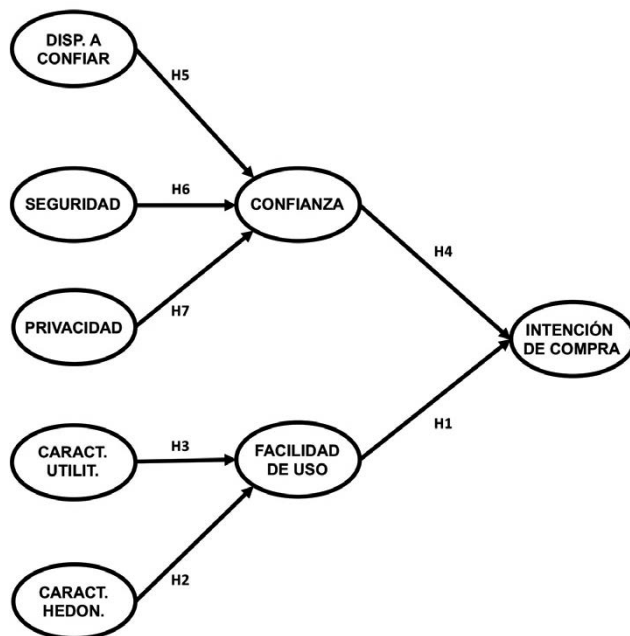 DISP. A
CONFIAR
H5
SEGURIDAD
H6
CONFIANZA
H4
PRIVACIDAD
H7
INTENCIÓN
DE COMPRA
H1
CARACT.
UTILIT.
H3
FACILIDAD
DE USO
H2
CARACT.
HEDON.